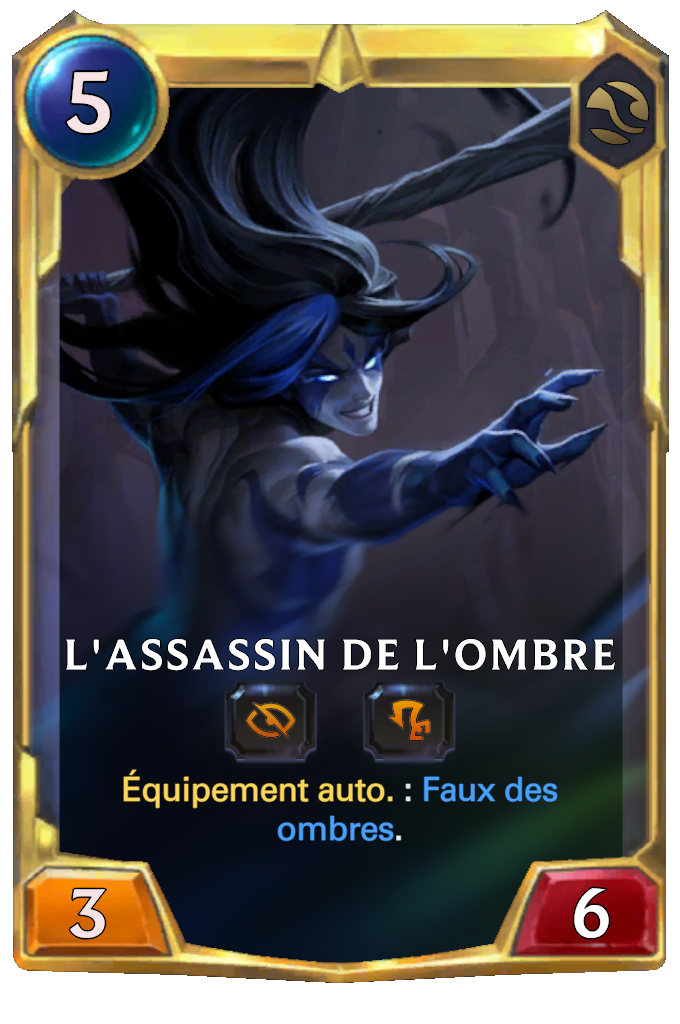 5
L'ASSASSIN DE L'OMBRE
Équipement auto. : Faux des
ombres.
3
6